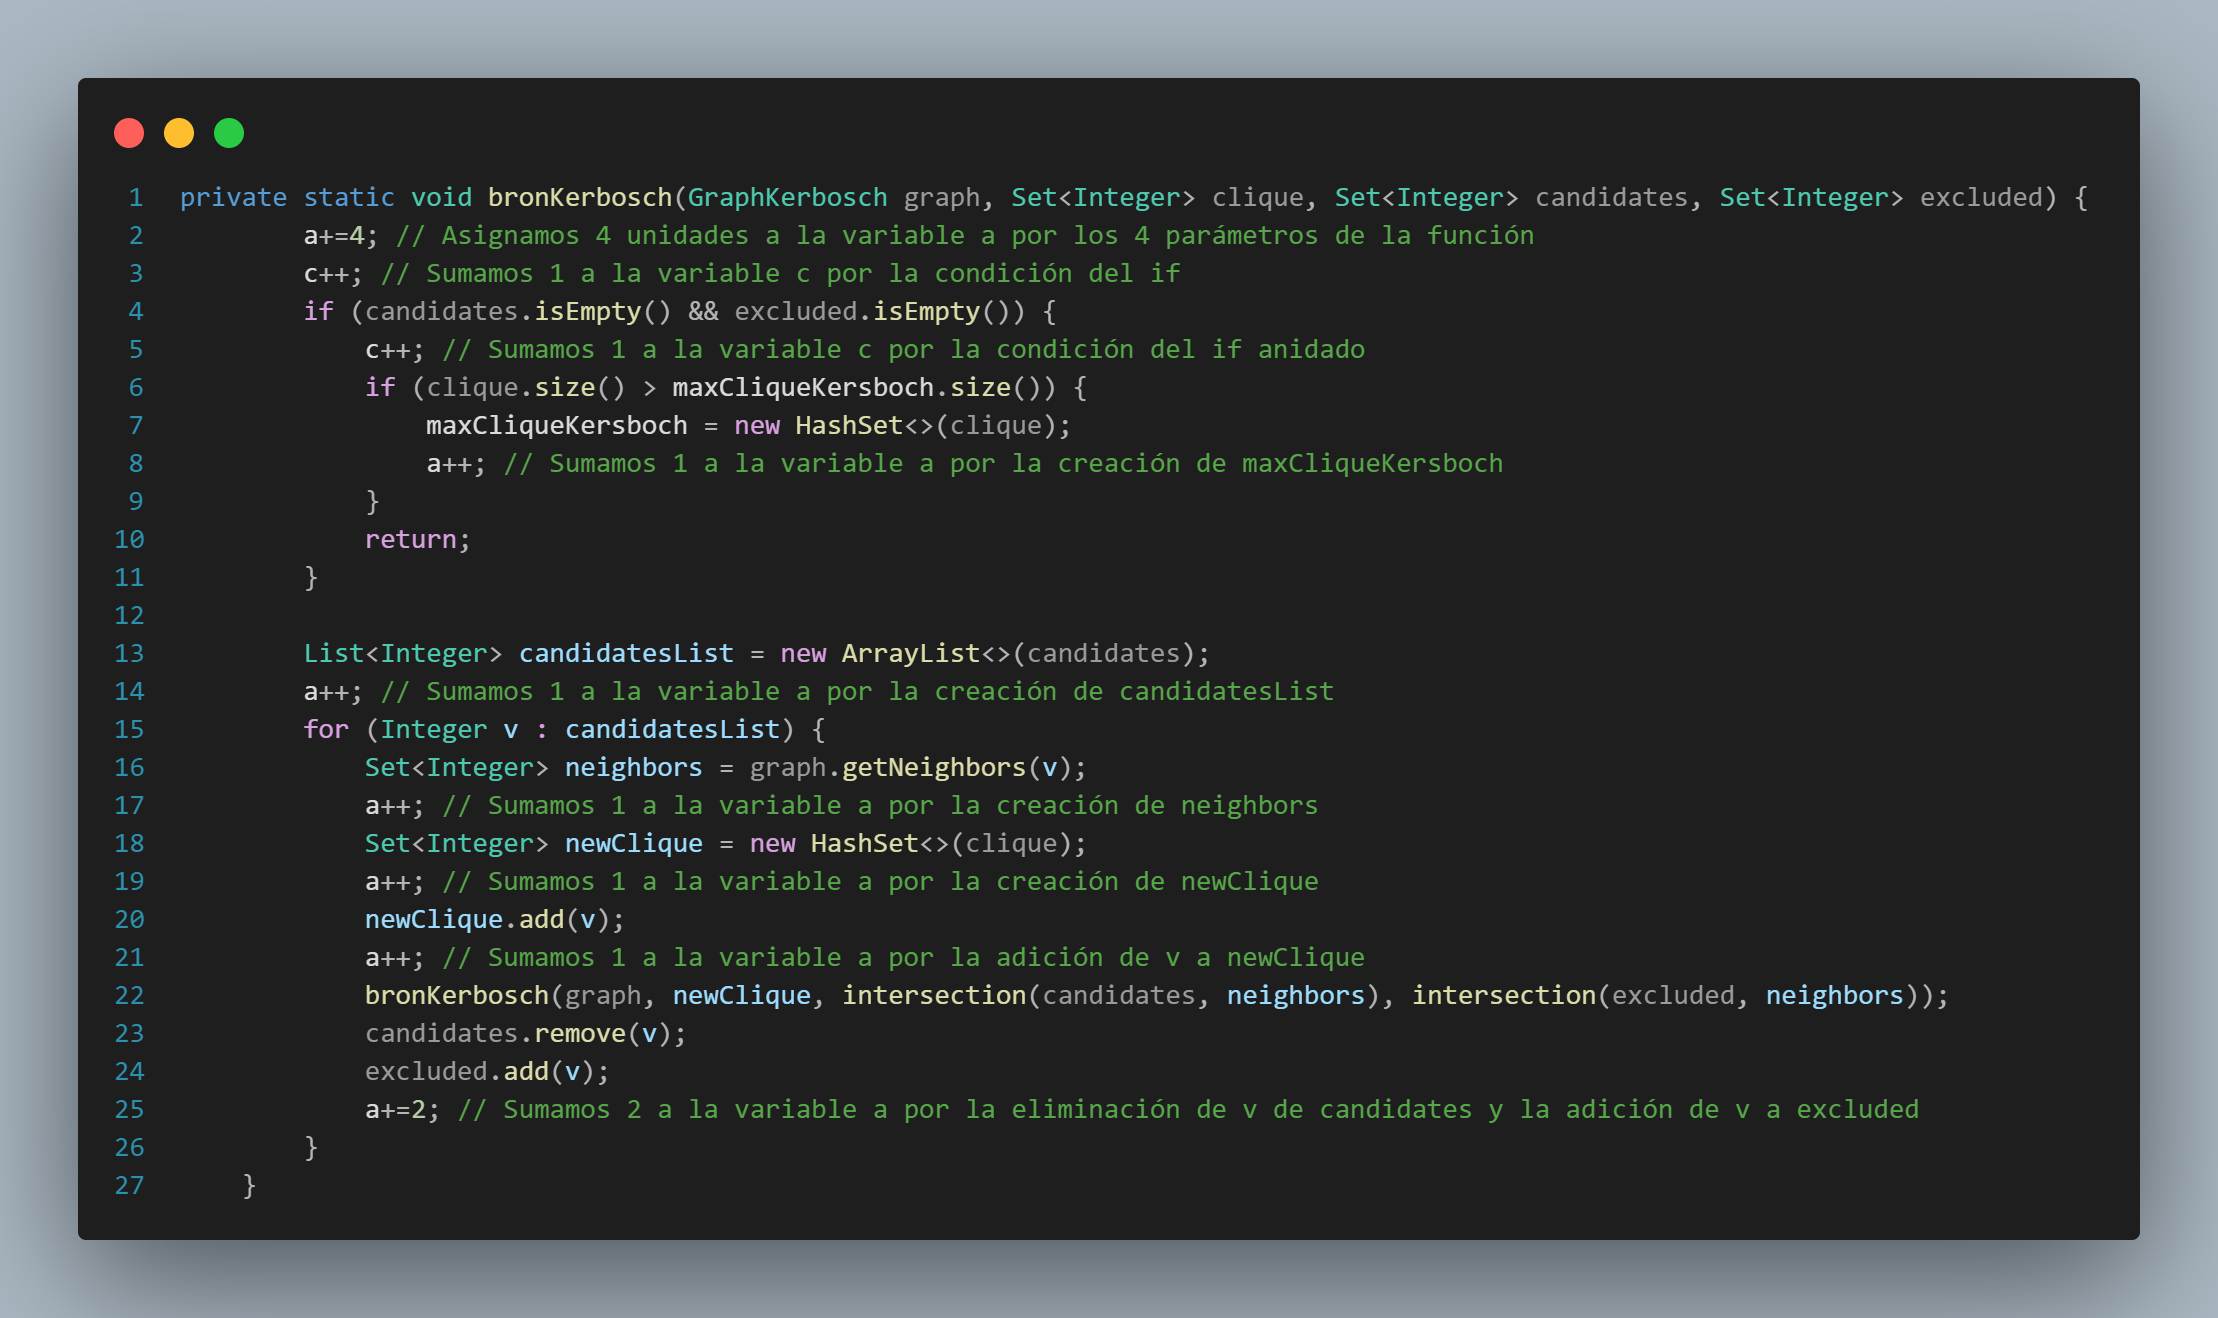 1 private static void bronKerbosch(GraphKerbosch graph, Set<Integer> clique, Set<Integer> candidates, Set<Integer> excluded) {
2 a+=4; // Asignamos 4 unidades a la variable a por los 4 parámetros de la función
3 c++; // Sumamos 1 a la variable c por la condición del if
4 if (candidates.isEmpty() && excluded.isEmpty()) {
5 c++; // Sumamos 1 a la variable c por la condición del if anidado
6 if (clique.size() > maxCliqueKersboch.size()) {
7 maxCliqueKersboch = new HashSet<>(clique);
8 a++; // Sumamos 1 a la variable a por la creación de maxCliqueKersboch
9 }
10 return;
11 }
12
13 List<Integer> candidatesList = new ArrayList<>(candidates);
14 a++; // Sumamos 1 a la variable a por la creación de candidatesList
15 for (Integer v : candidatesList) {
16 Set<Integer> neighbors = graph.getNeighbors(v);
17 a++; // Sumamos 1 a la variable a por la creación de neighbors
18 Set<Integer> newClique = new HashSet<>(clique);
19 a++; // Sumamos 1 a la variable a por la creación de newClique
20 newClique.add(v);
21 a++; // Sumamos 1 a la variable a por la adición de v a newClique
22 bronKerbosch(graph, newClique, intersection(candidates, neighbors), intersection(excluded, neighbors));
23 candidates.remove(v);
24 excluded.add(v);
25 a+=2; // Sumamos 2 a la variable a por la eliminación de v de candidates y la adición de v a excluded
26 }
27 }